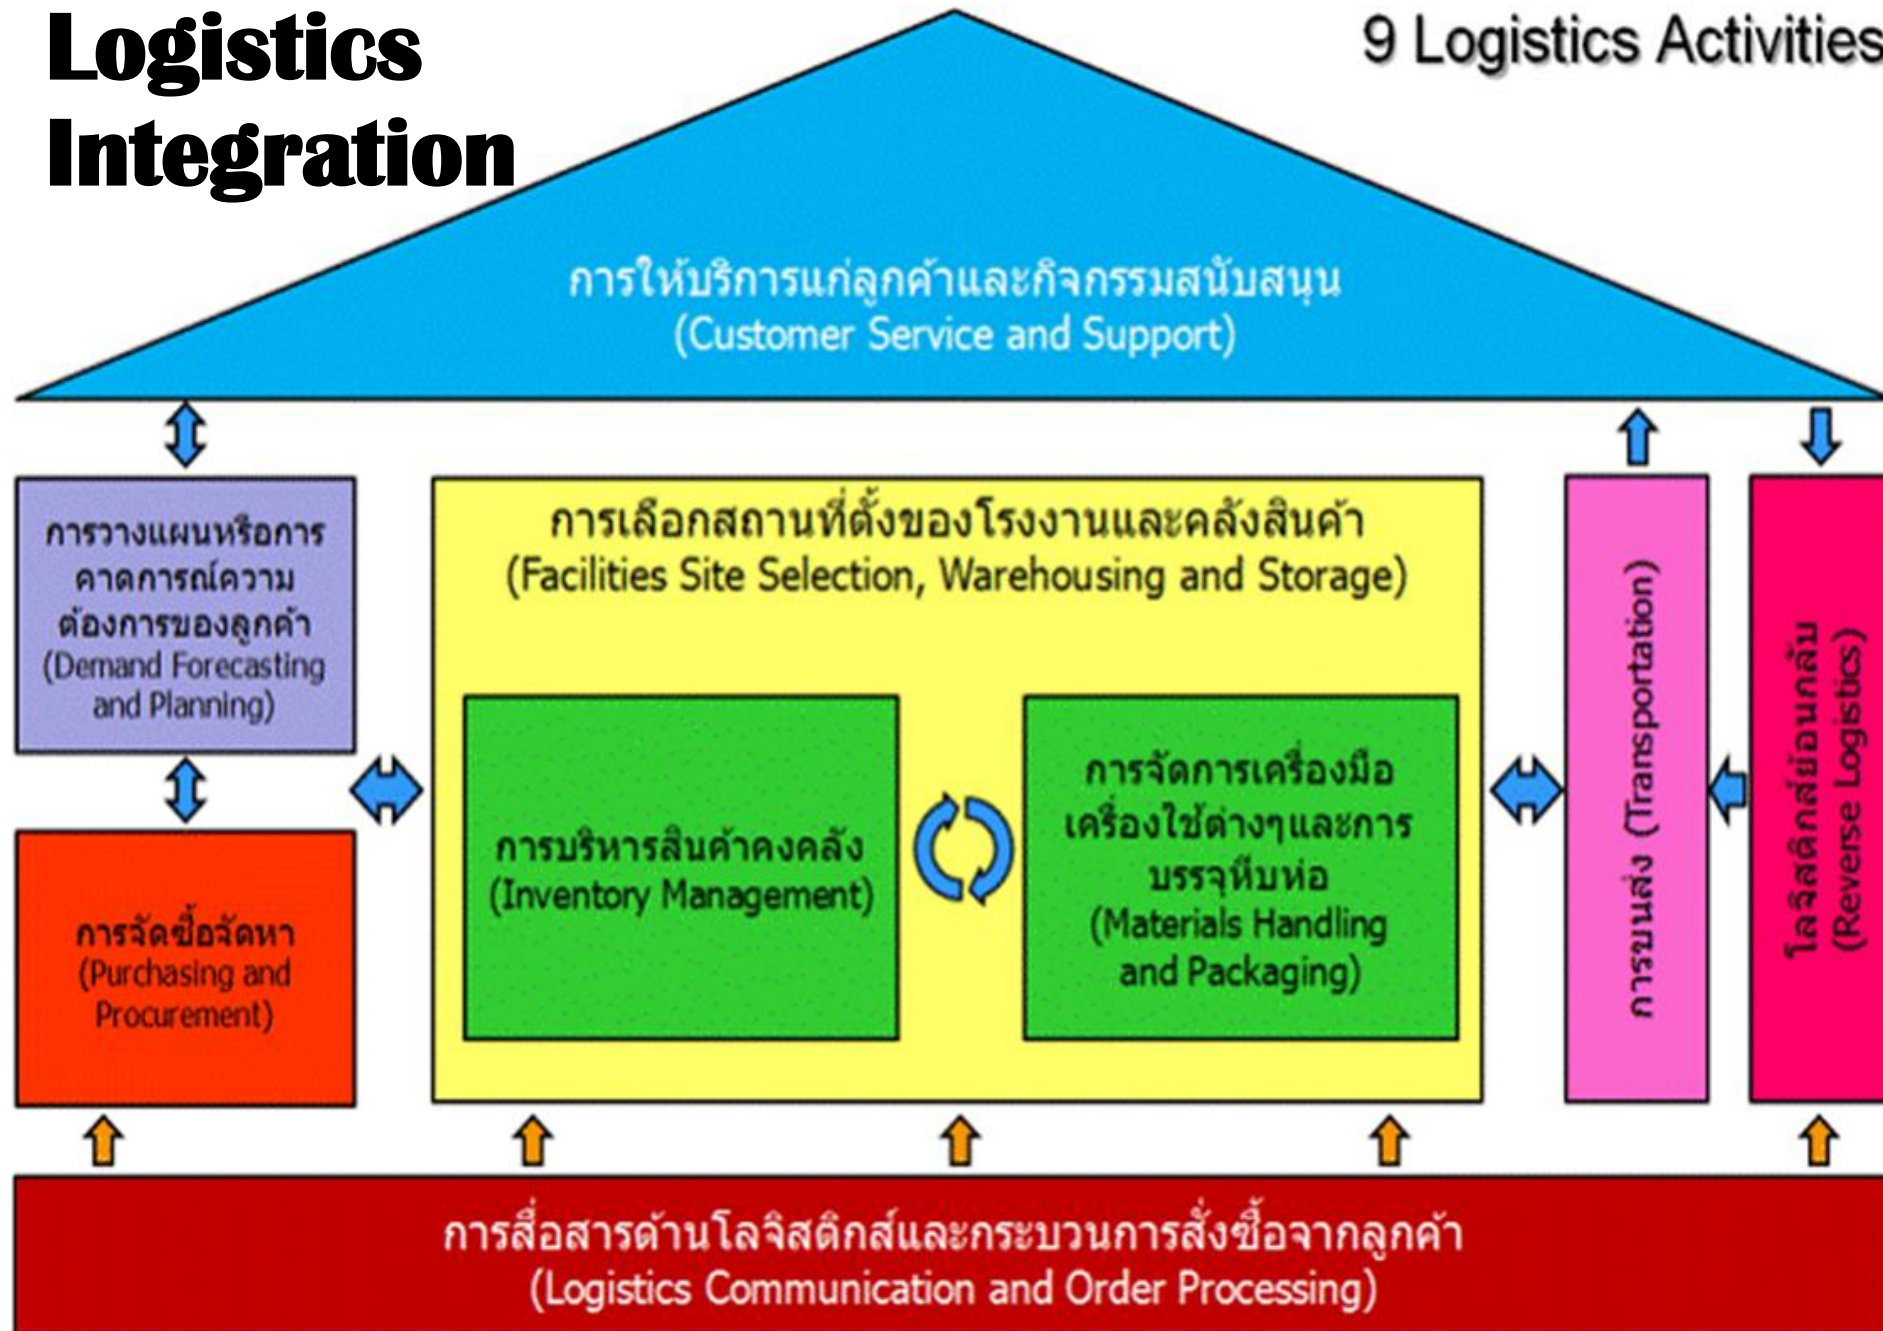 Logistics
Integration
9 Logistics Activities
การให้บริการแก่ลูกค้าและกิจกรรมสนับสนุน
(Customer Service and Support)
การวางแผนหรือการ
คาดการณ์ความ
ต้องการของลูกค้า
(Demand Forecasting
and Planning)
การจัดซื้อจัดหา
(Purchasing and
Procurement)
การเลือกสถานที่ตั้งของโรงงานและคลังสินค้า
(Facilities Site Selection, Warehousing and Storage)
การบริหารสินค้าคงคลัง
(Inventory Management)
การจัดการเครื่องมือ
เครื่องใช้ต่างๆและการ
บรรจุหีบห่อ
(Materials Handling
and Packaging)
การขนส่ง (Transportation)
โลจิสติกส์ย้อนกลับ
(Reverse Logistics)
การสื่อสารด้านโลจิสติกส์และกระบวนการสั่งซื้อจากลูกค้า
(Logistics Communication and Order Processing)